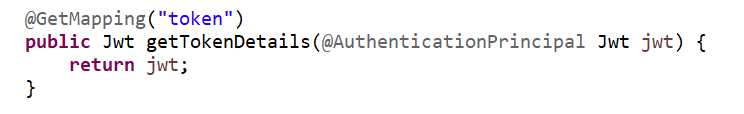 @GetMapping("token")
public Jwt getTokenDetails(@AuthenticationPrincipal Jwt jwt) {
    return jwt;
}